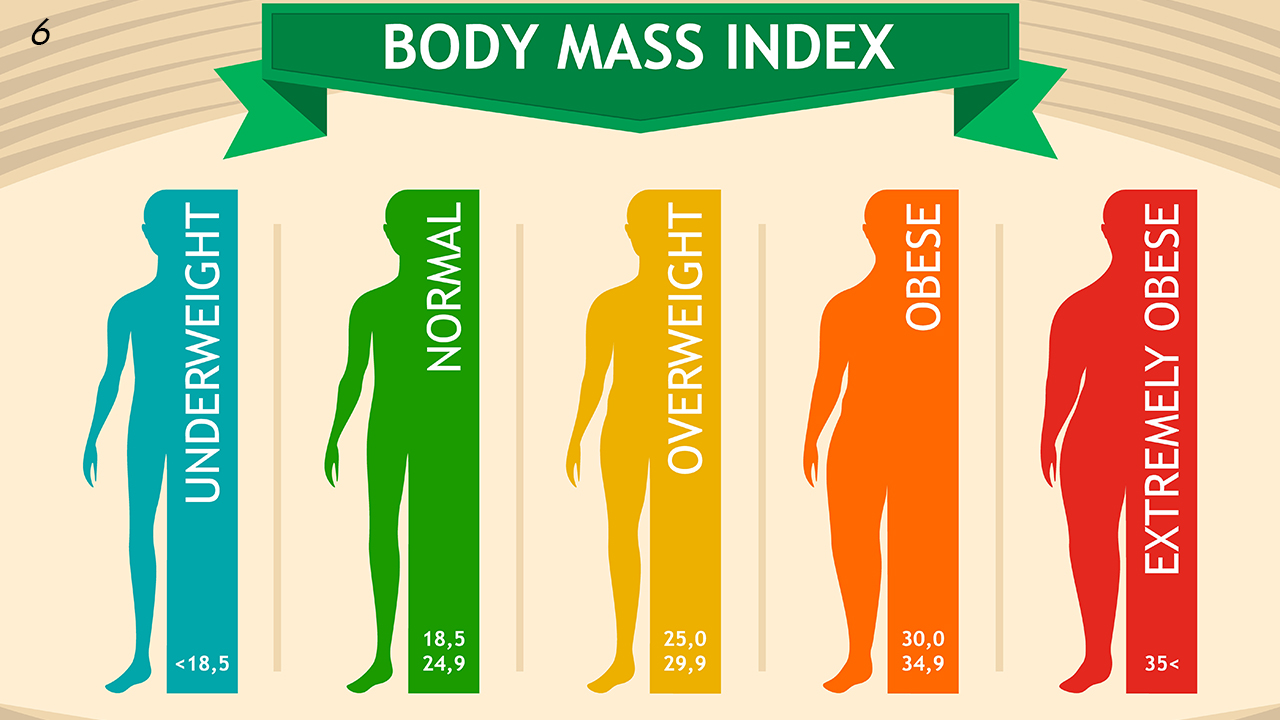 6
BODY MASS INDEX
UNDERWEIGHT
<18,5
NORMAL
18,5
24,9
OVERWEIGHT
25,0
29,9
OBESE
30,0
34,9
EXTREMELY OBESE
35<